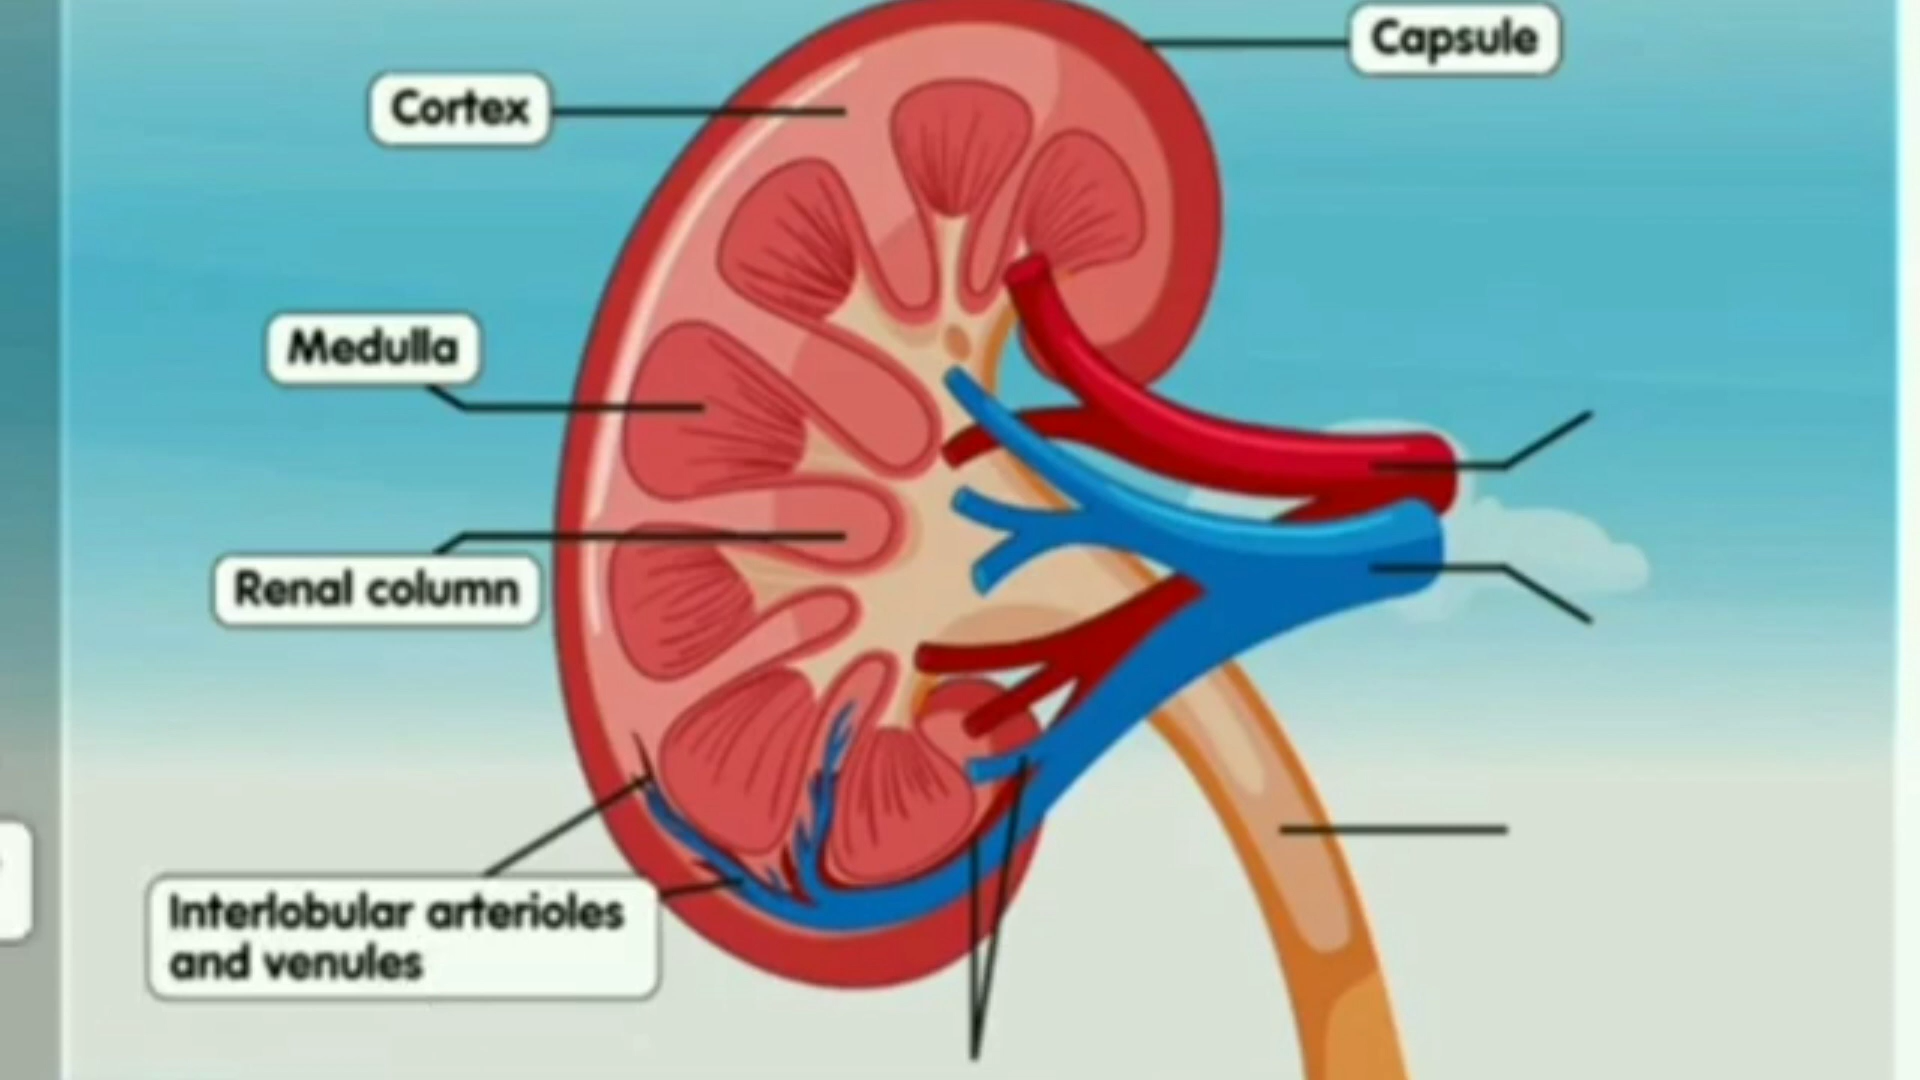 Capsule
Cortex
Medulla
Renal column
Interlobular arterioles
and venules